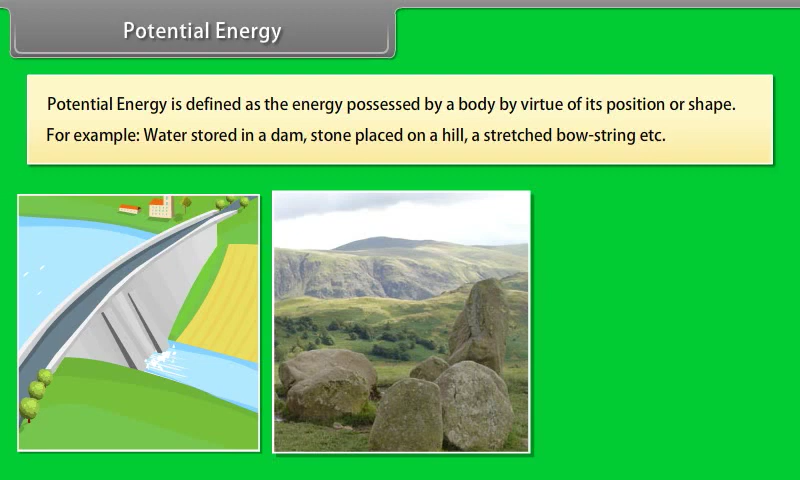 Potential Energy
Potential Energy is defined as the energy possessed by a body by virtue of its position or shape.
For example: Water stored in a dam, stone placed on a hill, a stretched bow-string etc.